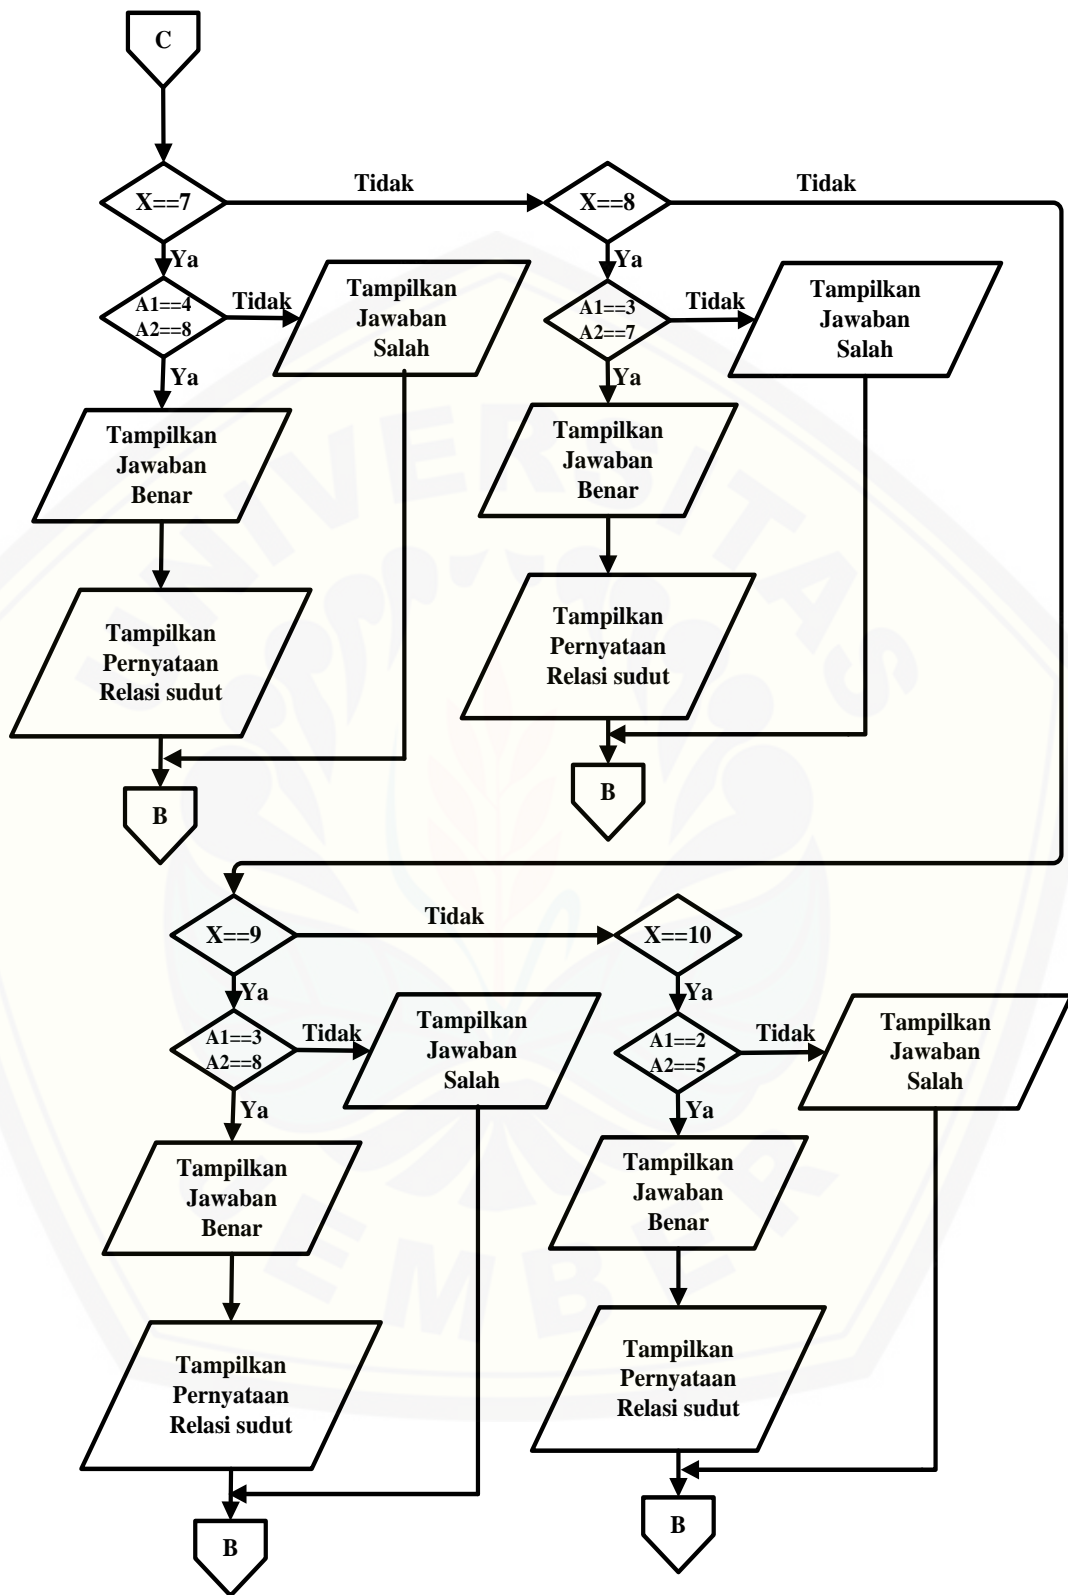 C
X==7
Tidak
X==8
Tidak
Ya
Ya
A1==4
A2==8
Tidak
Tampilkan
Jawaban
Salah
A1==3
A2==7
Tidak
Tampilkan
Jawaban
Salah
Ya
Ya
Tampilkan
Jawaban
Benar
Tampilkan
Jawaban
Benar
Tampilkan
Pernyataan
Relasi sudut
Tampilkan
Pernyataan
Relasi sudut
B
B
X==9
Tidak
X==10
Ya
Ya
A1==3
A2==8
Tidak
Tampilkan
Jawaban
Salah
A1==2
A2==5
Tidak
Tampilkan
Jawaban
Salah
Ya
Ya
Tampilkan
Jawaban
Benar
Tampilkan
Jawaban
Benar
Tampilkan
Pernyataan
Relasi sudut
Tampilkan
Pernyataan
Relasi sudut
B
B
UNIVERSITAS
JEMBER